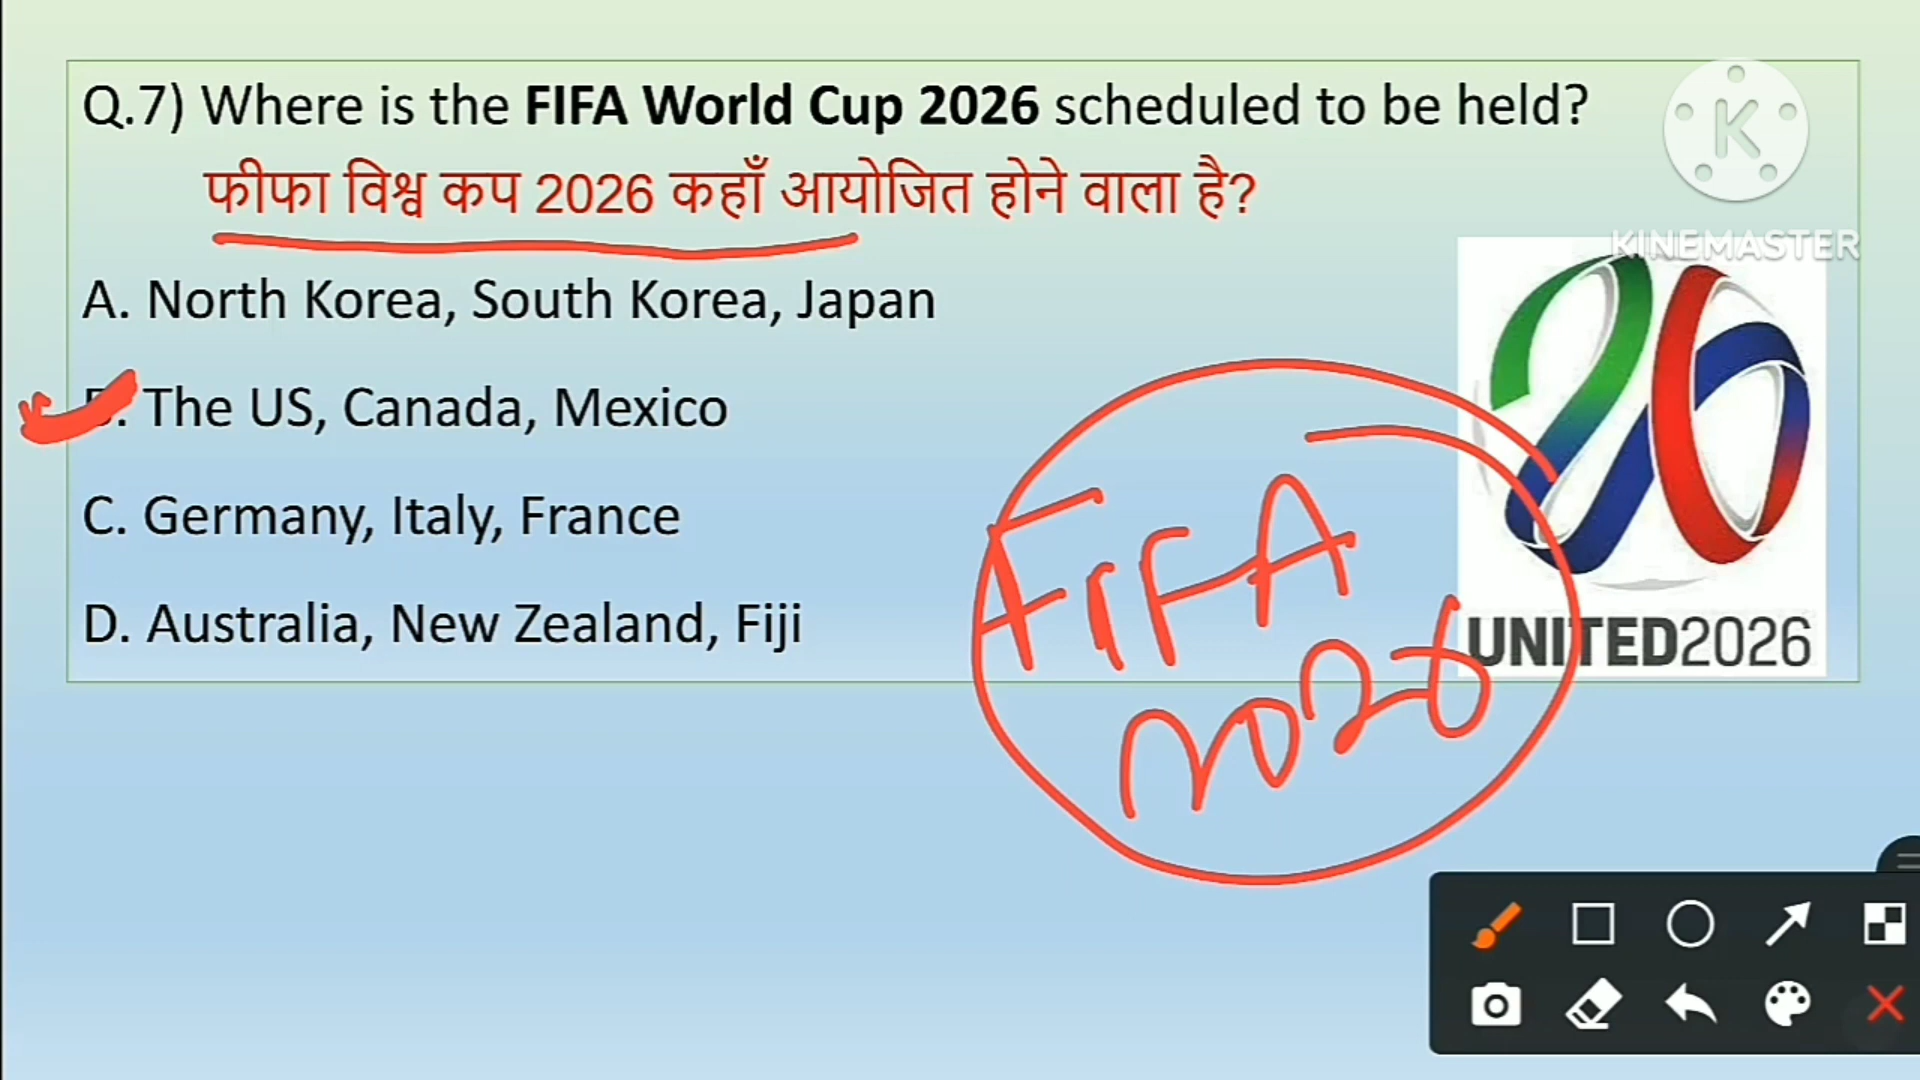 Q.7) Where is the FIFA World Cup 2026 scheduled to be held?
फीफा विश्व कप 2026 कहाँ आयोजित होने वाला है?
K
KINEMASTER
A. North Korea, South Korea, Japan
B. The US, Canada, Mexico
C. Germany, Italy, France
D. Australia, New Zealand, Fiji
26
UNITED2026
FIFA
2026